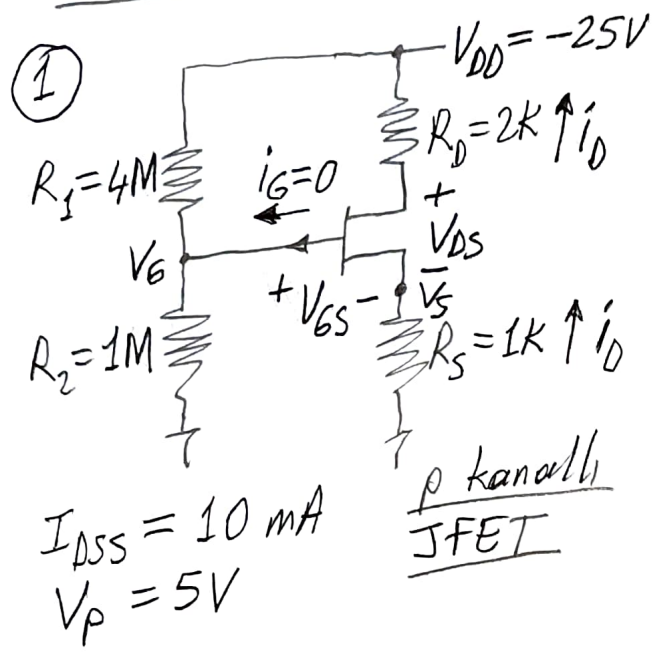 1
V_DD = -25V
R_D = 2K ↑ i_D
R_1 = 4M
i_G = 0
+
V_G
V_DS
-
+ V_GS -
V_S
R_2 = 1M
R_S = 1K ↑ i_D
I_DSS = 10 mA
V_p = 5V
p kanallı
JFET